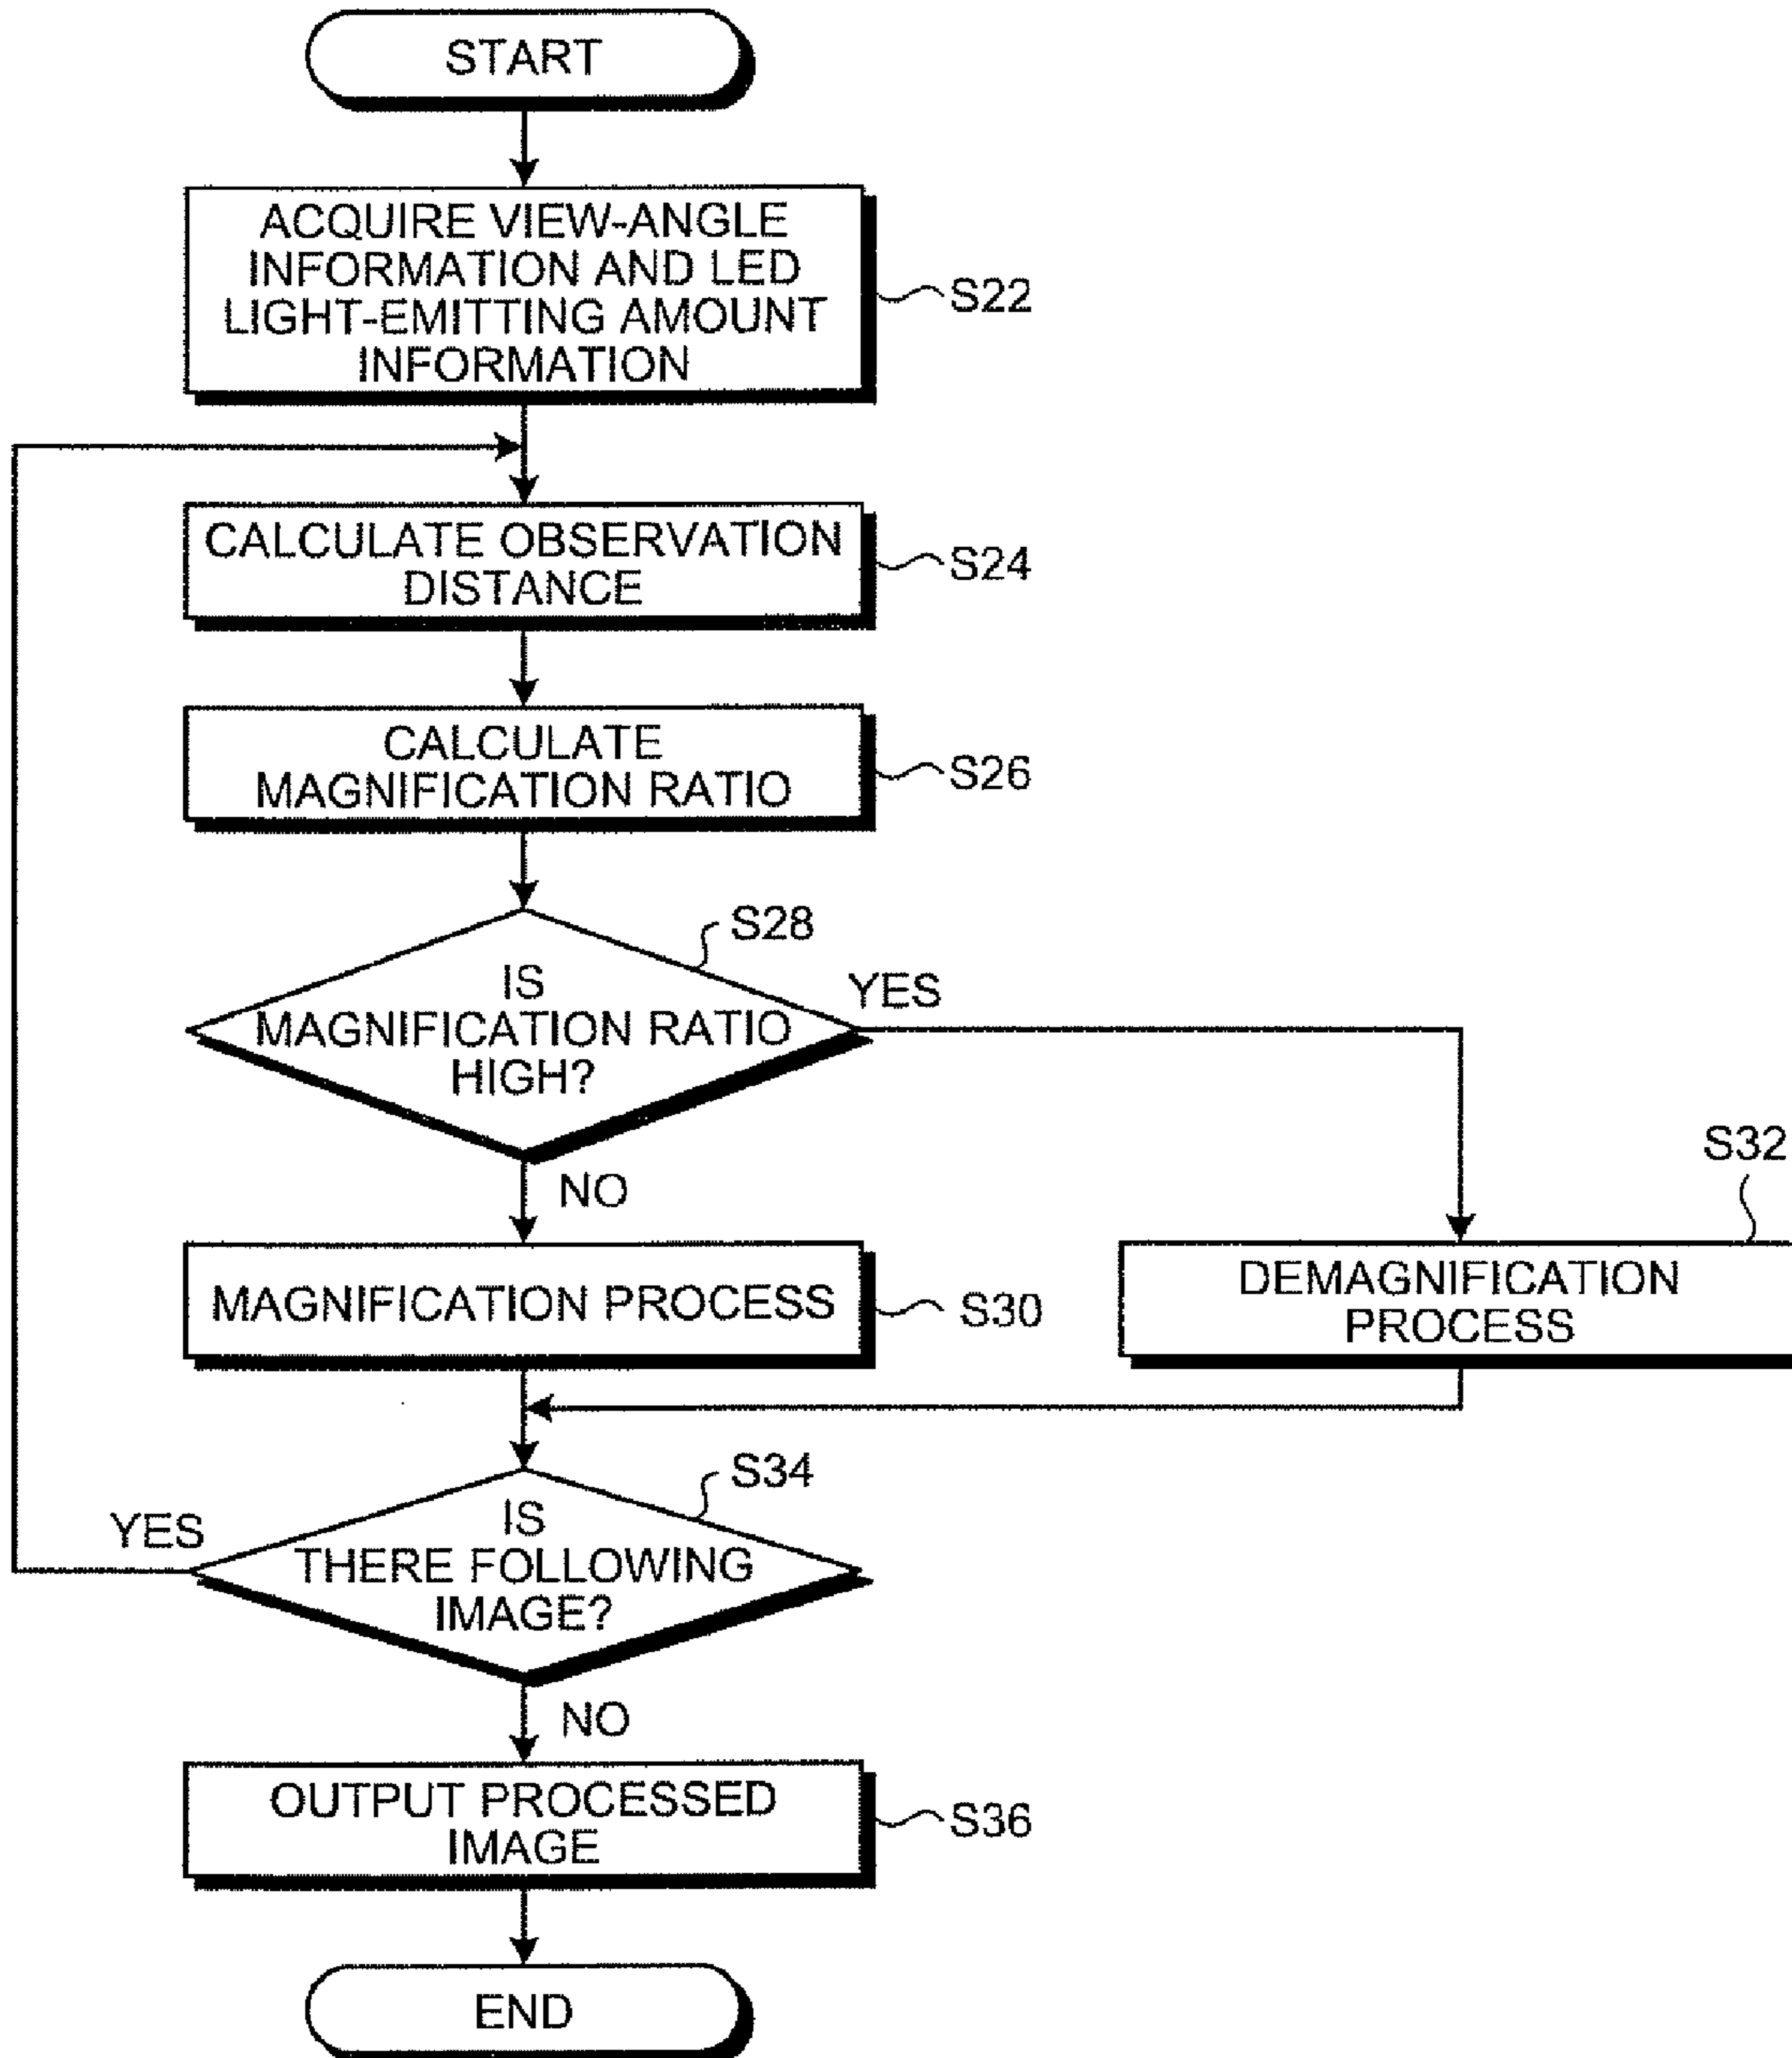 START
ACQUIRE VIEW-ANGLE
INFORMATION AND LED
LIGHT-EMITTING AMOUNT
INFORMATION
S22
CALCULATE OBSERVATION
DISTANCE
S24
CALCULATE
MAGNIFICATION RATIO
S26
S28
IS
MAGNIFICATION RATIO
HIGH?
YES
NO
S32
MAGNIFICATION PROCESS
S30
DEMAGNIFICATION
PROCESS
S34
IS
THERE FOLLOWING
IMAGE?
YES
NO
OUTPUT PROCESSED
IMAGE
S36
END